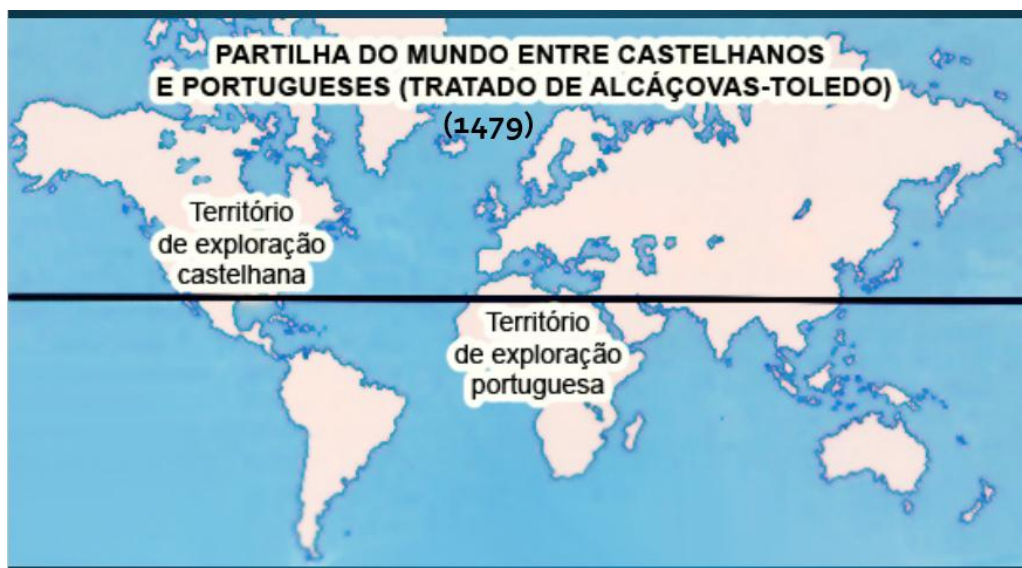 PARTILHA DO MUNDO ENTRE CASTELHANOS
E PORTUGUESES (TRATADO DE ALCÁÇOVAS-TOLEDO)
(1479)
Território
de exploração
castelhana
Território
de exploração
portuguesa